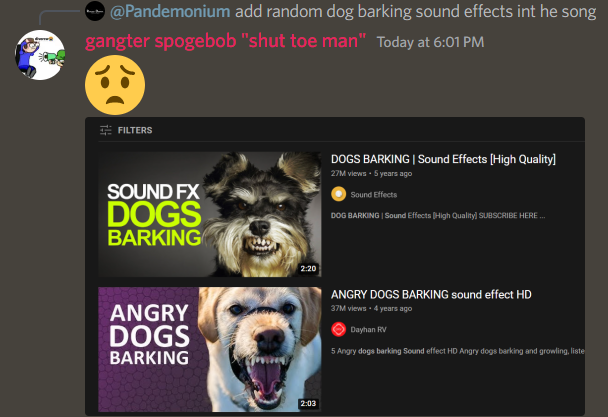 @Pandemonium add random dog barking sound effects int he song
gangter spogebob "shut toe man" Today at 6:01 PM
FILTERS
SOUND FX
DOGS
BARKING
2:20
DOGS BARKING | Sound Effects [High Quality]
27M views • 5 years ago
Sound Effects
DOG BARKING | Sound Effects [High Quality] SUBSCRIBE HERE ...
ANGRY
DOGS
BARKING
2:03
ANGRY DOGS BARKING sound effect HD
37M views • 4 years ago
Dayhan RV
5 Angry dogs barking Sound effect HD Angry dogs barking and growling, liste